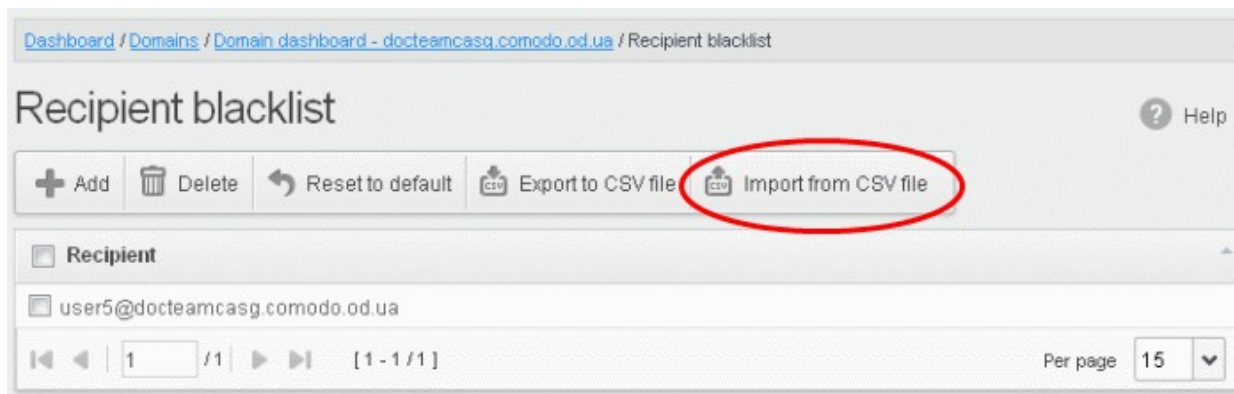 Dashboard / Domains / Domain dashboard - docteamcasg.comodo.od.ua / Recipient blacklist
Recipient blacklist
Help
Add Delete Reset to default CSV Export to CSV file CSV Import from CSV file
Recipient
user5@docteamcasg.comodo.od.ua
1 /1 [1 - 1 / 1] Per page 15